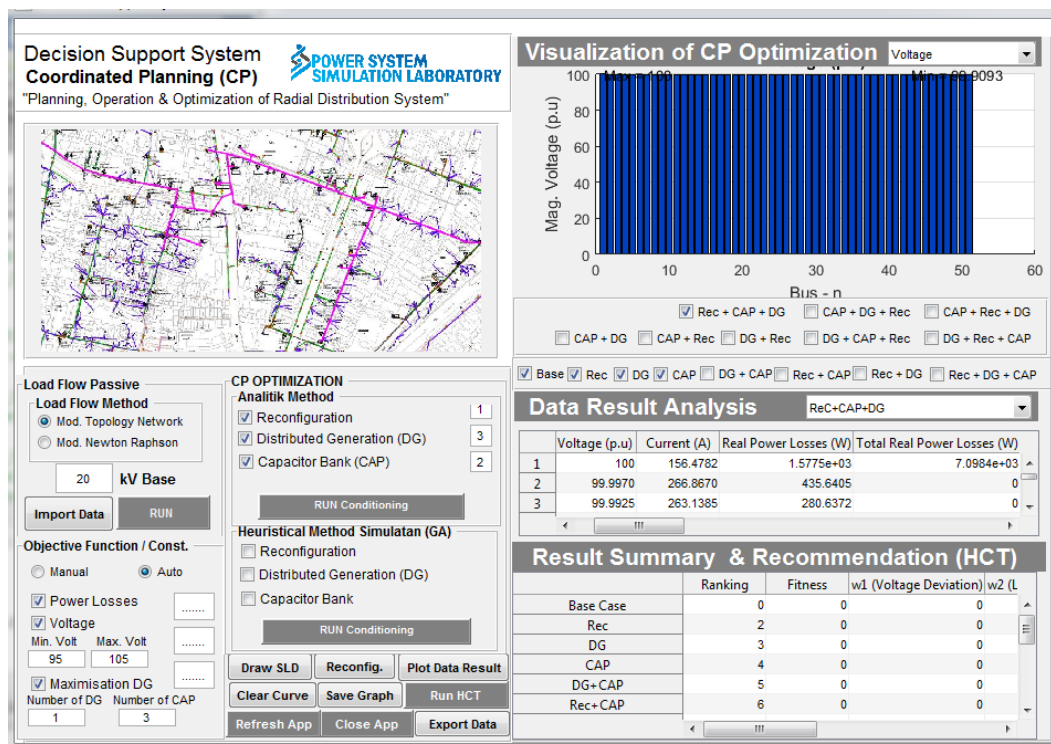 Decision Support System
Coordinated Planning (CP)
POWER SYSTEM
SIMULATION LABORATORY
"Planning, Operation & Optimization of Radial Distribution System"
Load Flow Passive
Load Flow Method
Mod. Topology Network
Mod. Newton Raphson
20 kV Base
Import Data RUN
Objective Function / Const.
Manual Auto
Power Losses .......
Voltage
Min. Volt Max. Volt .......
95 105
Maximisation DG .......
Number of DG Number of CAP
1 3
CP OPTIMIZATION
Analitik Method
Reconfiguration 1
Distributed Generation (DG) 3
Capacitor Bank (CAP) 2
RUN Conditioning
Heuristical Method Simulatan (GA)
Reconfiguration
Distributed Generation (DG)
Capacitor Bank
RUN Conditioning
Draw SLD Reconfig. Plot Data Result
Clear Curve Save Graph Run HCT
Refresh App Close App Export Data
Visualization of CP Optimization Voltage
Max = 100 Min = 99.9093
100
80
60
40
20
0
Mag. Voltage (p.u)
0 10 20 30 40 50 60
Bus - n
Rec + CAP + DG CAP + DG + Rec CAP + Rec + DG
CAP + DG CAP + Rec DG + Rec DG + CAP + Rec DG + Rec + CAP
Base Rec DG CAP DG + CAP Rec + CAP Rec + DG Rec + DG + CAP
Data Result Analysis ReC+CAP+DG
Voltage (p.u) Current (A) Real Power Losses (W) Total Real Power Losses (W)
1 100 156.4782 1.5775e+03 7.0984e+03
2 99.9970 266.8670 435.6405 0
3 99.9925 263.1385 280.6372 0
Result Summary & Recommendation (HCT)
Ranking Fitness w1 (Voltage Deviation) w2 (L
Base Case 0 0 0
Rec 2 0 0
DG 3 0 0
CAP 4 0 0
DG+CAP 5 0 0
Rec+CAP 6 0 0